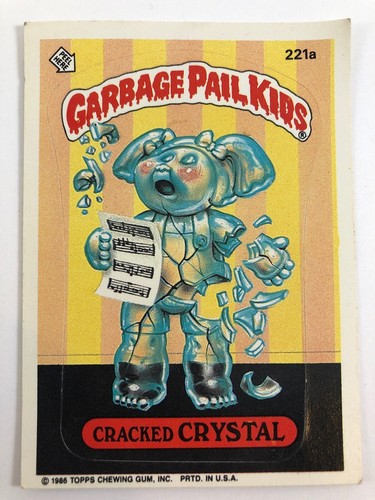 PEEL
HERE
221a
GARBAGE PAIL KIDS®
CRACKED CRYSTAL
© 1986 TOPPS CHEWING GUM, INC. PRTD. IN U.S.A.